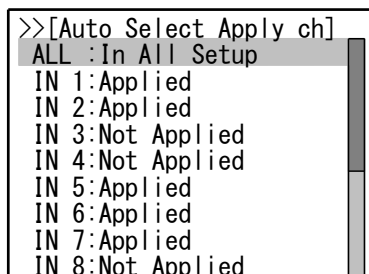 >>[Auto Select Apply ch]
ALL :In All Setup
IN 1:Applied
IN 2:Applied
IN 3:Not Applied
IN 4:Not Applied
IN 5:Applied
IN 6:Applied
IN 7:Applied
IN 8:Not Applied